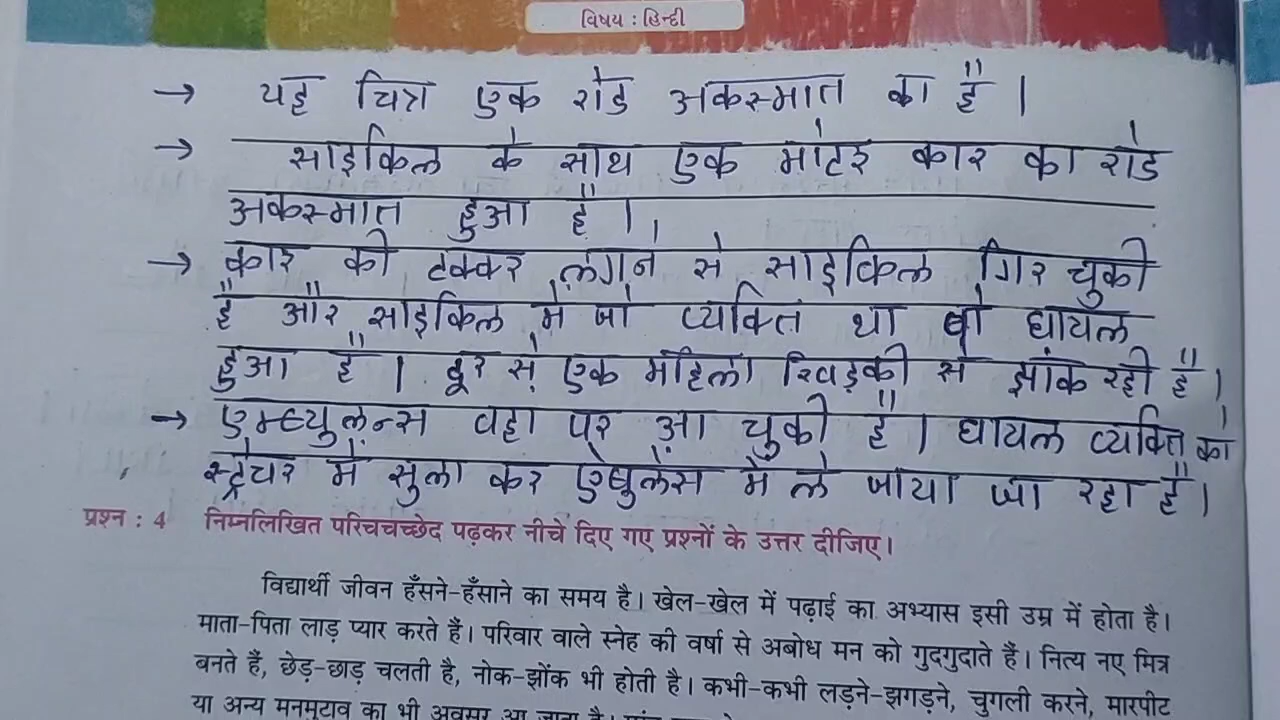 विषय : हिन्दी
→ यह चित्र एक रोड अकस्मात का है ।
→ साइकिल के साथ एक मोटर कार का रोड
अकस्मात हुआ है ।
→ कार की टक्कर लगने से साइकिल गिर चुकी
है और साइकिल में जो व्यक्ति था वो घायल
हुआ है । दूर से एक महिला खिड़की से झांक रही है ।
→ एम्ब्युलेन्स वहा पर आ चुकी है । घायल व्यक्ति को
स्ट्रेचर में सुला कर ऐंबुलेंस में ले जाया जा रहा है ।
प्रश्न : 4 निम्नलिखित परिचचच्छेद पढ़कर नीचे दिए गए प्रश्नों के उत्तर दीजिए ।
विद्यार्थी जीवन हँसने-हँसाने का समय है । खेल-खेल में पढ़ाई का अभ्यास इसी उम्र में होता है ।
माता-पिता लाड़ प्यार करते हैं । परिवार वाले स्नेह की वर्षा से अबोध मन को गुदगुदाते हैं । नित्य नए मित्र
बनते हैं, छेड़-छाड़ चलती है, नोक-झोंक भी होती है । कभी-कभी लड़ने-झगड़ने, चुगली करने, मारपीट
या अन्य मनमुटाव का भी अवसर आ जाता है ।